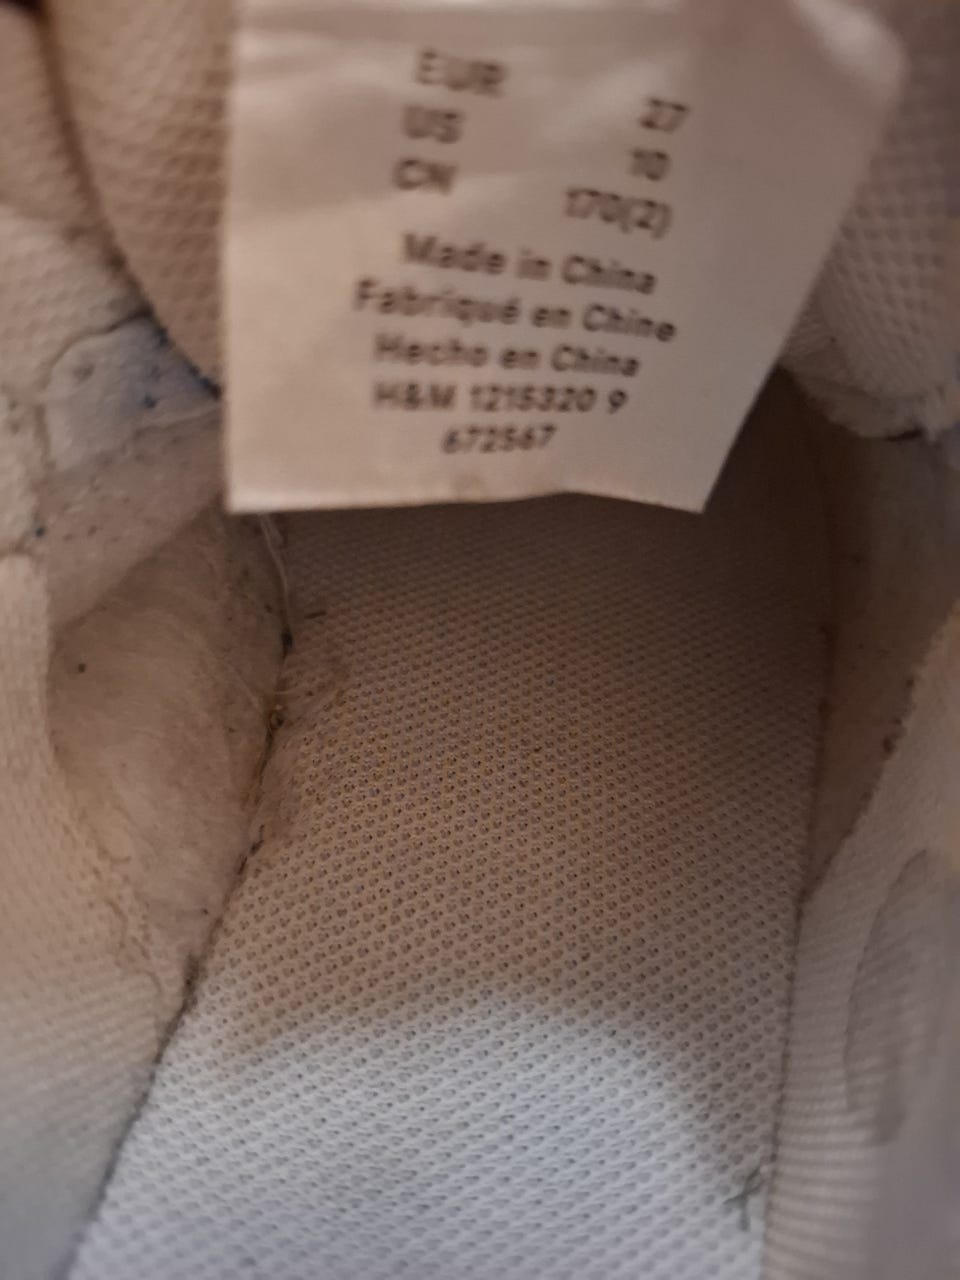 EUR 27
US 10
CN 170(2)
Made in China
Fabriqué en Chine
Hecho en China
H&M 1215320 9
672567